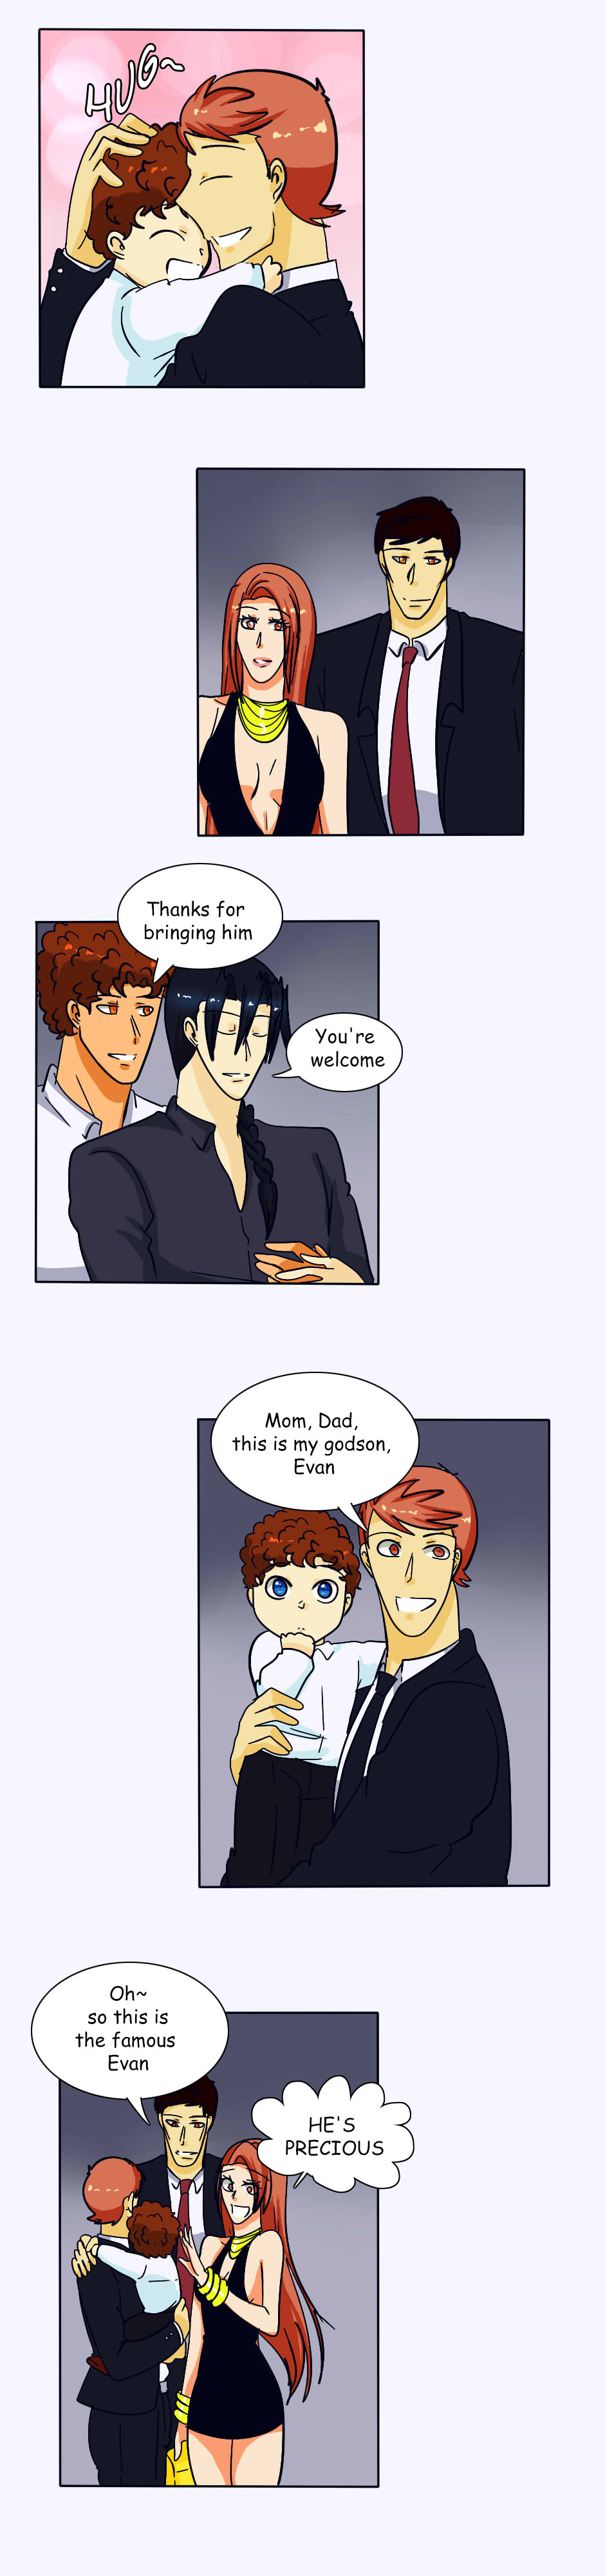 HUG~
Thanks for
bringing him
You're
welcome
Mom, Dad,
this is my godson,
Evan
Oh~
so this is
the famous
Evan
HE'S
PRECIOUS